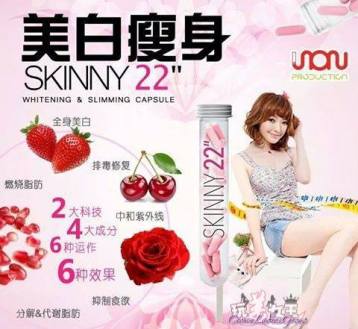 美白瘦身
SKINNY 22"
WHITENING & SLIMMING CAPSULE
PRODUCTION
全身美白
排毒修复
燃烧脂肪
2大科技
4大成分
6种运作
6种效果
中和紫外线
抑制食欲
分解&代谢脂肪
SKINNY 22"